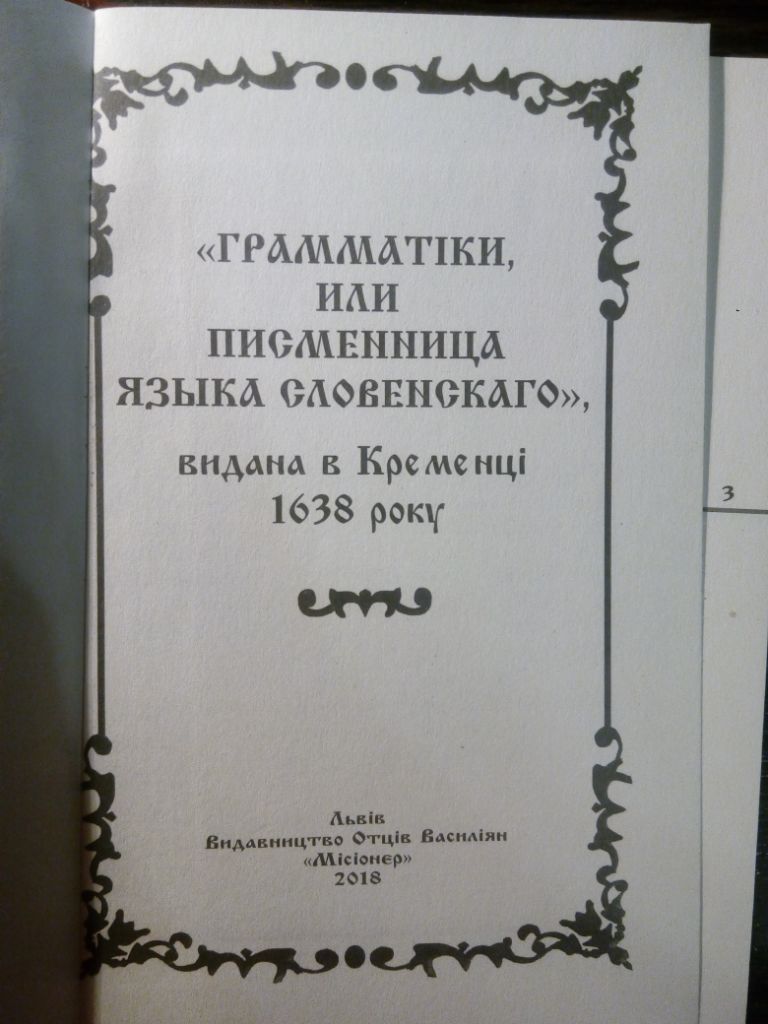 «ГРАММАТІКИ,
ИЛИ
ПИСМЕННИЦА
ЯЗЫКА СЛОВЕНСКАГО»,
видана в Кременці
1638 року
Львів
Видавництво Отців Василіян
«Місіонер»
2018
3